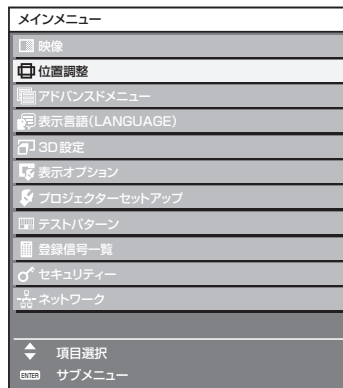 メインメニュー
映像
位置調整
アドバンスドメニュー
表示言語(LANGUAGE)
3D設定
表示オプション
プロジェクターセットアップ
テストパターン
登録信号一覧
セキュリティー
ネットワーク
項目選択
ENTER サブメニュー